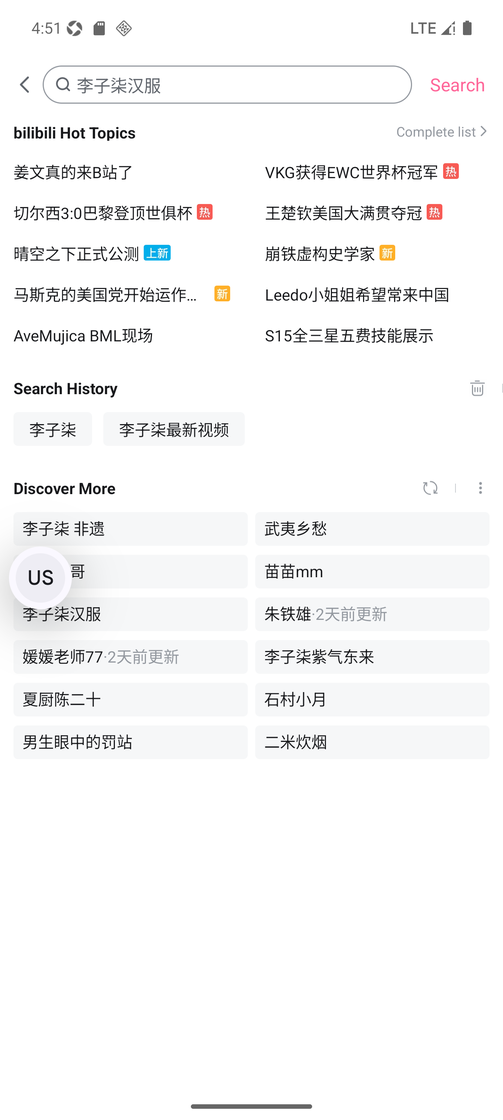 4:51
LTE
李子柒汉服
Search
bilibili Hot Topics
Complete list
姜文真的来B站了
VKG获得EWC世界杯冠军 热
切尔西3:0巴黎登顶世俱杯 热
王楚钦美国大满贯夺冠 热
晴空之下正式公测 上新
崩铁虚构史学家 新
马斯克的美国党开始运作... 新
Leedo小姐姐希望常来中国
AveMujica BML现场
S15全三星五费技能展示
Search History
李子柒
李子柒最新视频
Discover More
李子柒 非遗
武夷乡愁
哥
苗苗mm
US
李子柒汉服
朱铁雄·2天前更新
媛媛老师77·2天前更新
李子柒紫气东来
夏厨陈二十
石村小月
男生眼中的罚站
二米炊烟